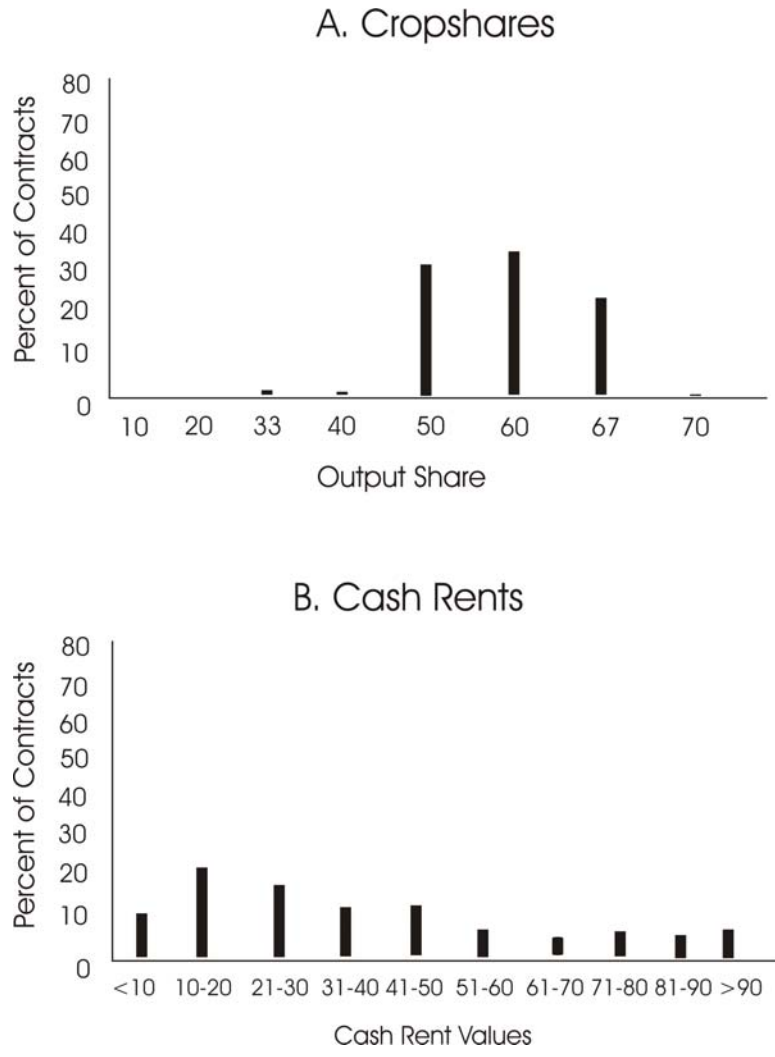 A. Cropshares
Percent of Contracts
80
70
60
50
40
30
20
10
0
10 20 33 40 50 60 67 70
Output Share
B. Cash Rents
Percent of Contracts
80
70
60
50
40
30
20
10
0
<10 10-20 21-30 31-40 41-50 51-60 61-70 71-80 81-90 >90
Cash Rent Values